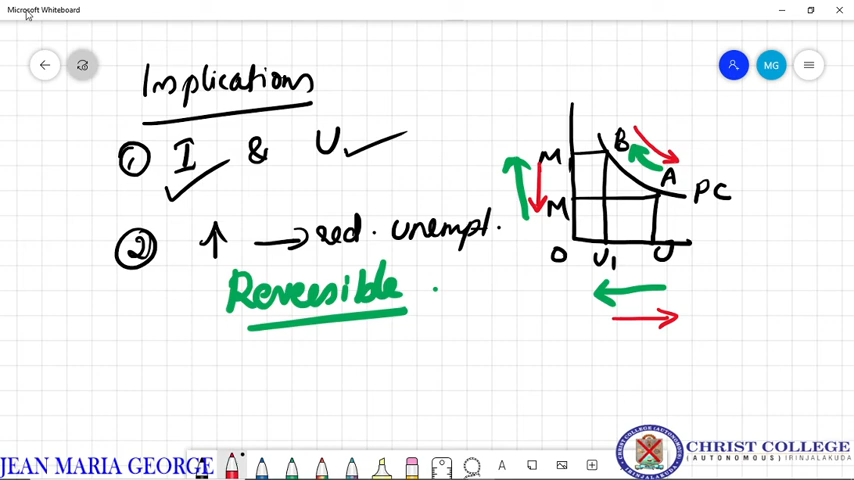 Microsoft Whiteboard
MG
Implications
① I & U
② ↑ → red. unempl.
Reversible
M
M
B
A
PC
O U₁ U
JEAN MARIA GEORGE
CHRIST COLLEGE
(AUTONOMOUS) IRINJALAKUDA